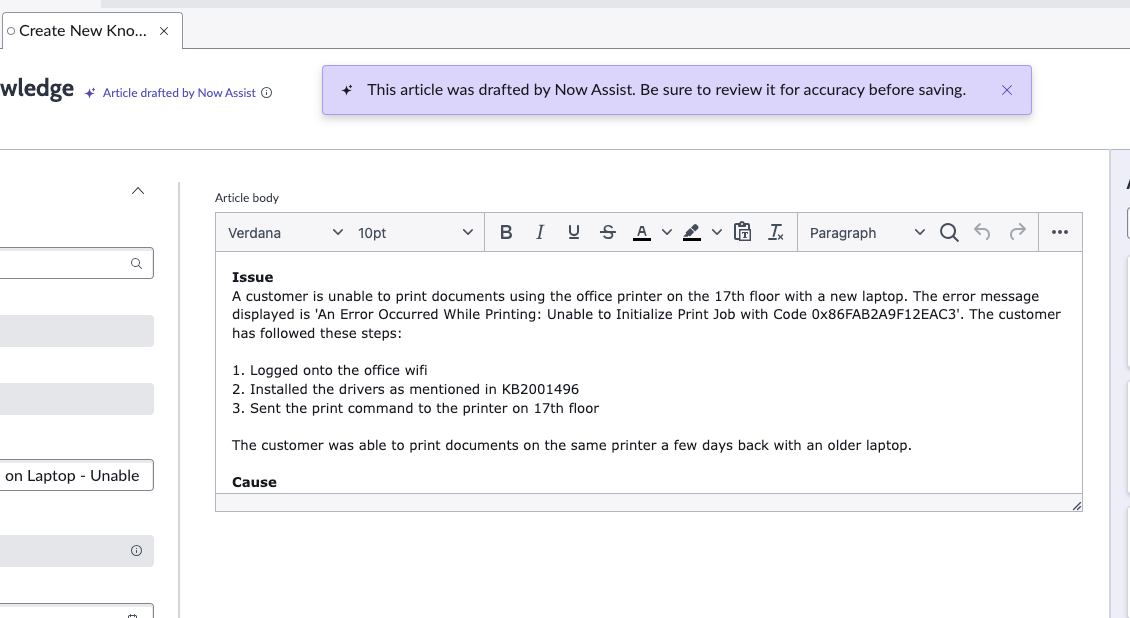 Create New Kno...
wledge
Article drafted by Now Assist
This article was drafted by Now Assist. Be sure to review it for accuracy before saving.
Article body
Verdana 10pt B I U S A Paragraph
Issue
A customer is unable to print documents using the office printer on the 17th floor with a new laptop. The error message
displayed is 'An Error Occurred While Printing: Unable to Initialize Print Job with Code 0x86FAB2A9F12EAC3'. The customer
has followed these steps:
1. Logged onto the office wifi
2. Installed the drivers as mentioned in KB2001496
3. Sent the print command to the printer on 17th floor
The customer was able to print documents on the same printer a few days back with an older laptop.
on Laptop - Unable
Cause